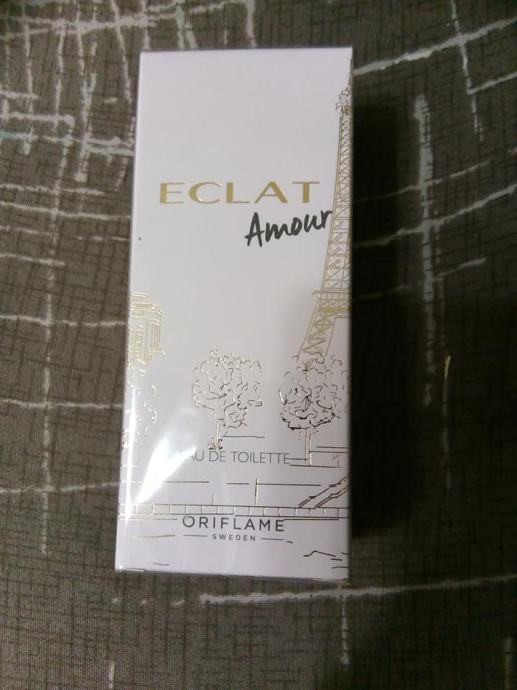 ECLAT
Amour
EAU DE TOILETTE
ORIFLAME
SWEDEN